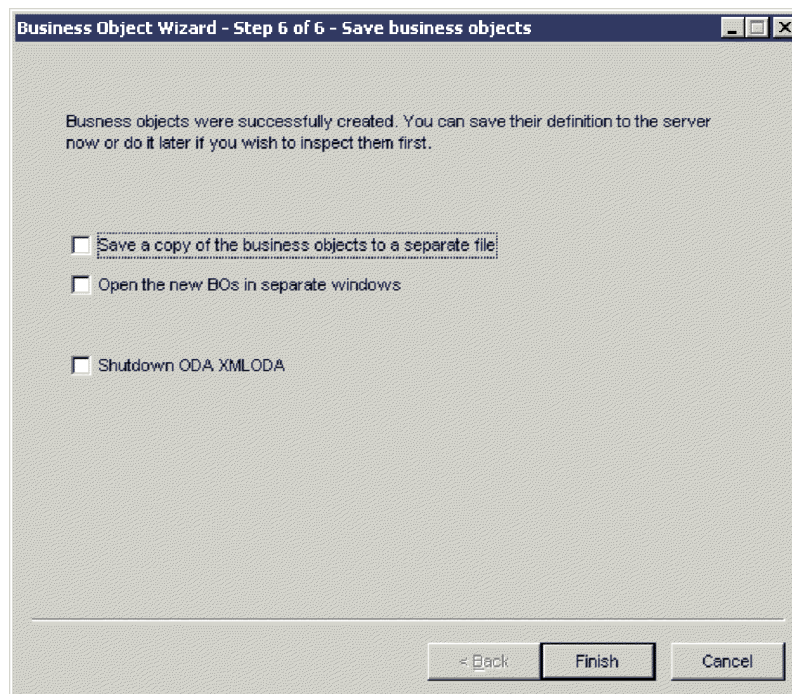 Business Object Wizard - Step 6 of 6 - Save business objects
Busness objects were successfully created. You can save their definition to the server
now or do it later if you wish to inspect them first.
Save a copy of the business objects to a separate file
Open the new BOs in separate windows
Shutdown ODA XMLODA
< Back
Finish
Cancel